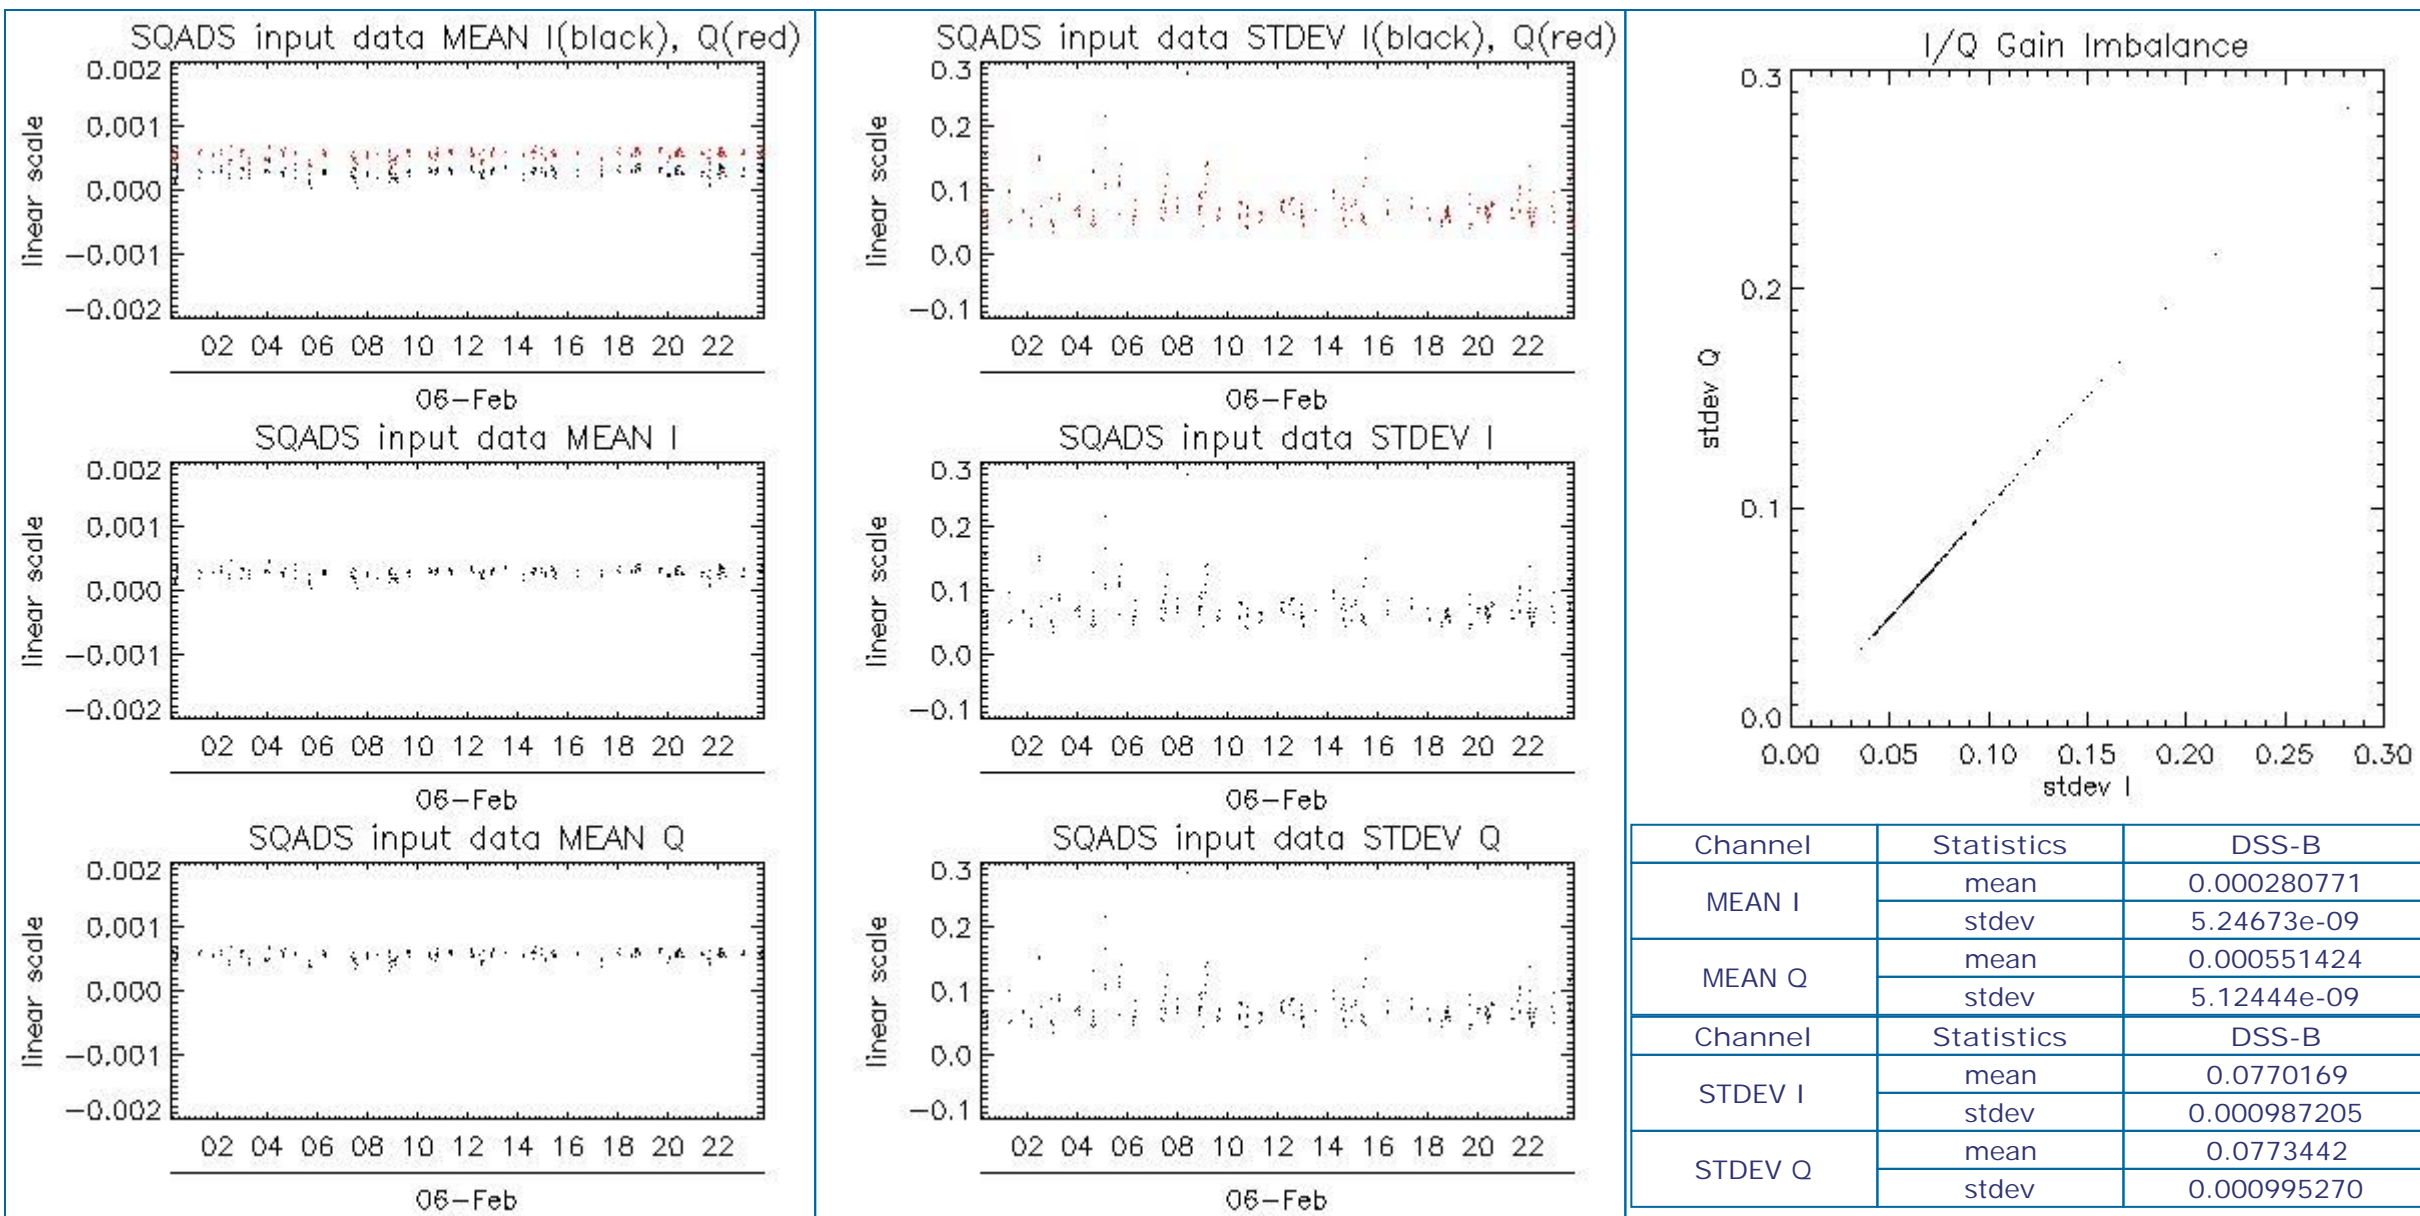 SQADS input data MEAN I(black), Q(red)
linear scale
0.002
0.001
0.000
−0.001
−0.002
02 04 06 08 10 12 14 16 18 20 22
06−Feb
SQADS input data MEAN I
linear scale
0.002
0.001
0.000
−0.001
−0.002
02 04 06 08 10 12 14 16 18 20 22
06−Feb
SQADS input data MEAN Q
linear scale
0.002
0.001
0.000
−0.001
−0.002
02 04 06 08 10 12 14 16 18 20 22
06−Feb
SQADS input data STDEV I(black), Q(red)
linear scale
0.3
0.2
0.1
0.0
−0.1
02 04 06 08 10 12 14 16 18 20 22
06−Feb
SQADS input data STDEV I
linear scale
0.3
0.2
0.1
0.0
−0.1
02 04 06 08 10 12 14 16 18 20 22
06−Feb
SQADS input data STDEV Q
linear scale
0.3
0.2
0.1
0.0
−0.1
02 04 06 08 10 12 14 16 18 20 22
06−Feb
I/Q Gain Imbalance
stdev Q
0.3
0.2
0.1
0.0
0.00 0.05 0.10 0.15 0.20 0.25 0.30
stdev I
Channel Statistics DSS-B
MEAN I mean 0.000280771
stdev 5.24673e-09
MEAN Q mean 0.000551424
stdev 5.12444e-09
Channel Statistics DSS-B
STDEV I mean 0.0770169
stdev 0.000987205
STDEV Q mean 0.0773442
stdev 0.000995270